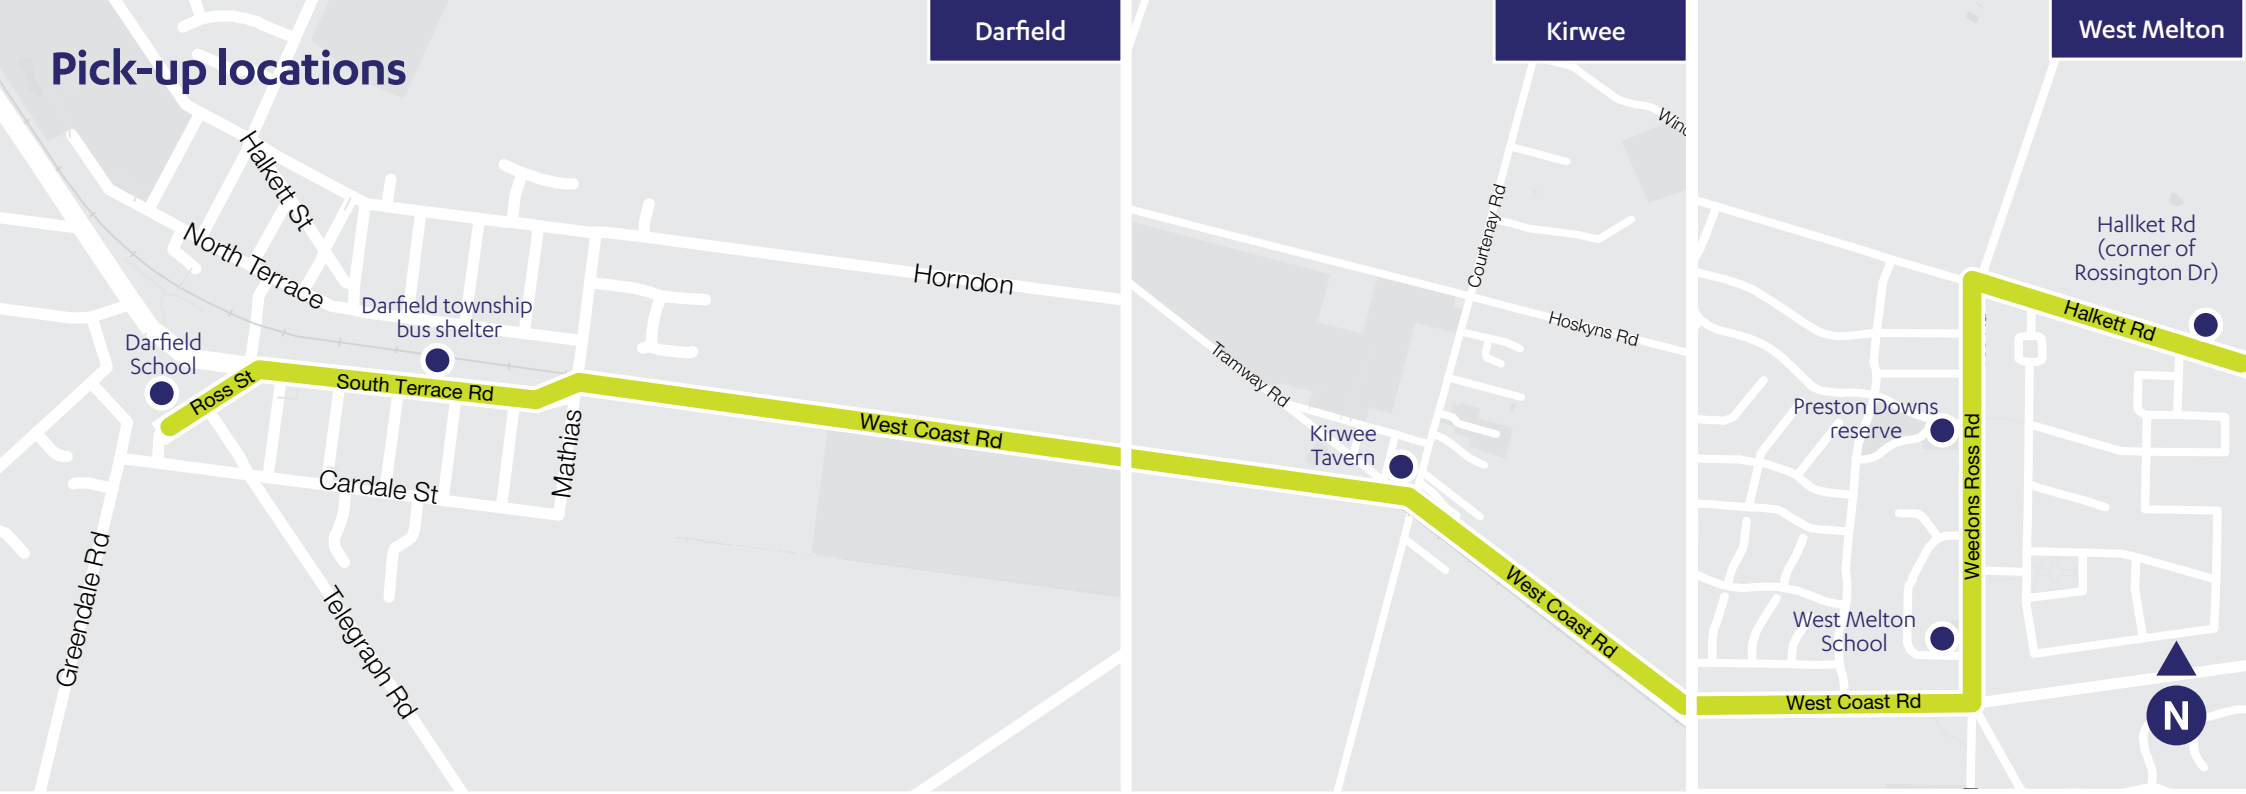 Pick-up locations
Darfield
Halkett St
North Terrace
Horndon
Darfield township
bus shelter
Darfield
School
Ross St
South Terrace Rd
West Coast Rd
Mathias
Cardale St
Greendale Rd
Telegraph Rd
Kirwee
Courtenay Rd
Hoskyns Rd
Tramway Rd
Kirwee
Tavern
West Coast Rd
West Melton
Hallket Rd
(corner of
Rossington Dr)
Halkett Rd
Preston Downs
reserve
Weedons Ross Rd
West Melton
School
West Coast Rd
N